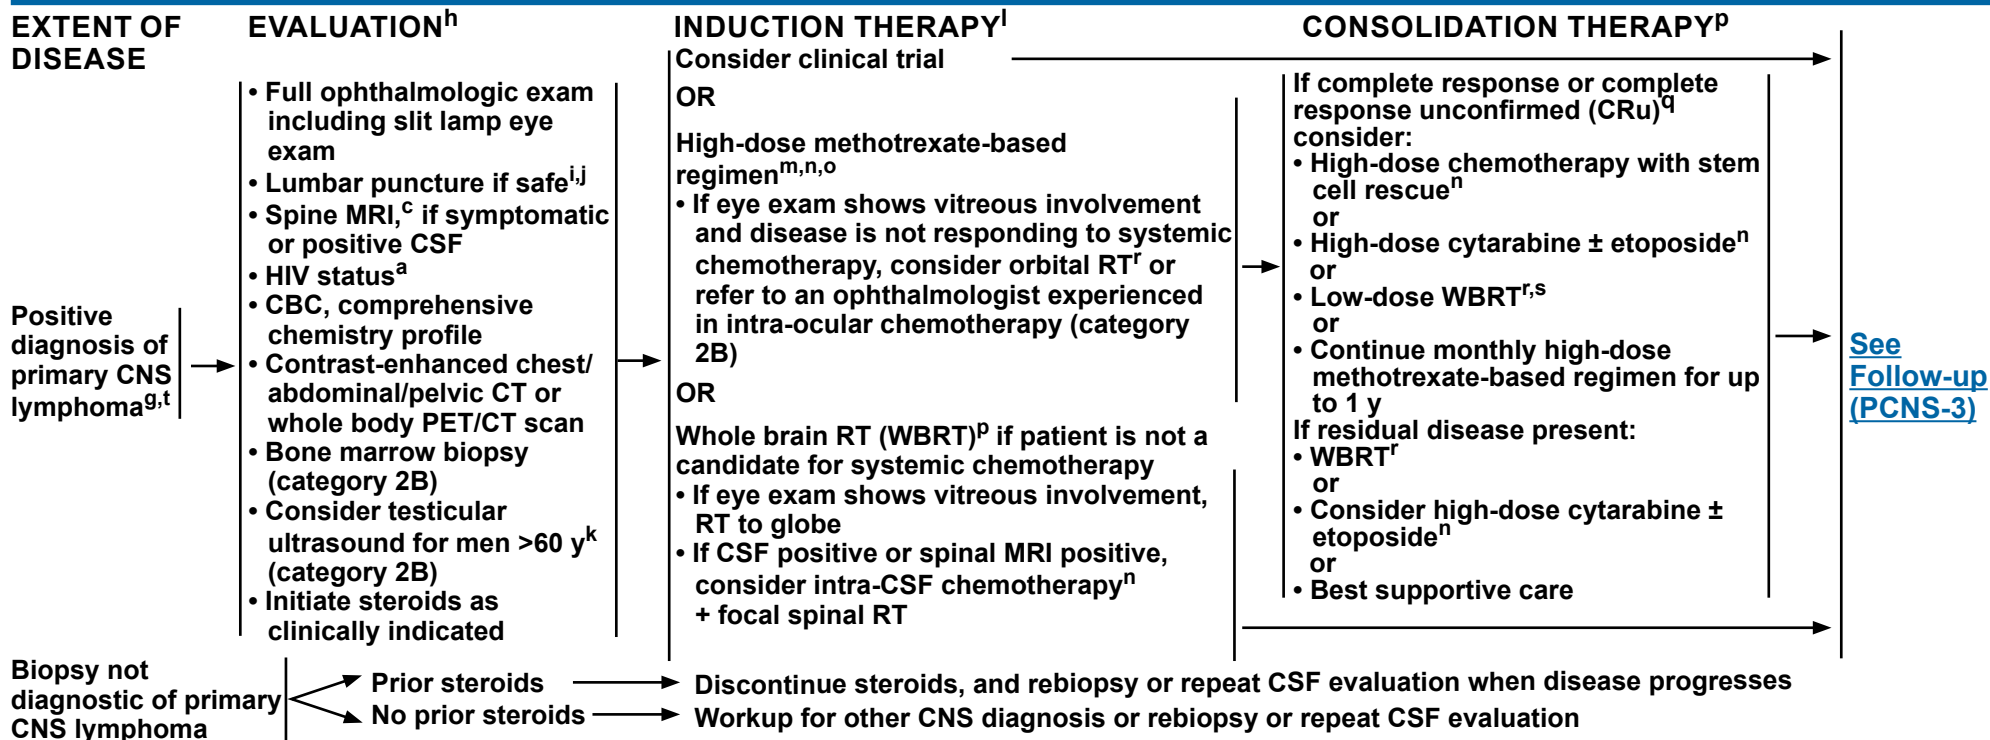 EXTENT OF
DISEASE
EVALUATIONh
• Full ophthalmologic exam
including slit lamp eye
exam
• Lumbar puncture if safei,j
• Spine MRI,c if symptomatic
or positive CSF
• HIV statusa
• CBC, comprehensive
chemistry profile
• Contrast-enhanced chest/
abdominal/pelvic CT or
whole body PET/CT scan
• Bone marrow biopsy
(category 2B)
• Consider testicular
ultrasound for men >60 yk
(category 2B)
• Initiate steroids as
clinically indicated
Positive
diagnosis of
primary CNS
lymphomag,t
INDUCTION THERAPYl
Consider clinical trial
OR
High-dose methotrexate-based
regimenm,n,o
• If eye exam shows vitreous involvement
and disease is not responding to systemic
chemotherapy, consider orbital RTr or
refer to an ophthalmologist experienced
in intra-ocular chemotherapy (category
2B)
OR
Whole brain RT (WBRT)p if patient is not a
candidate for systemic chemotherapy
• If eye exam shows vitreous involvement,
RT to globe
• If CSF positive or spinal MRI positive,
consider intra-CSF chemotherapyn
+ focal spinal RT
CONSOLIDATION THERAPYp
If complete response or complete
response unconfirmed (CRu)q
consider:
• High-dose chemotherapy with stem
cell rescuen
or
• High-dose cytarabine ± etoposiden
or
• Low-dose WBRTr,s
or
• Continue monthly high-dose
methotrexate-based regimen for up
to 1 y
If residual disease present:
• WBRTr
or
• Consider high-dose cytarabine ±
etoposiden
or
• Best supportive care
See
Follow-up
(PCNS-3)
Biopsy not
diagnostic of primary
CNS lymphoma
Prior steroids
Discontinue steroids, and rebiopsy or repeat CSF evaluation when disease progresses
No prior steroids
Workup for other CNS diagnosis or rebiopsy or repeat CSF evaluation